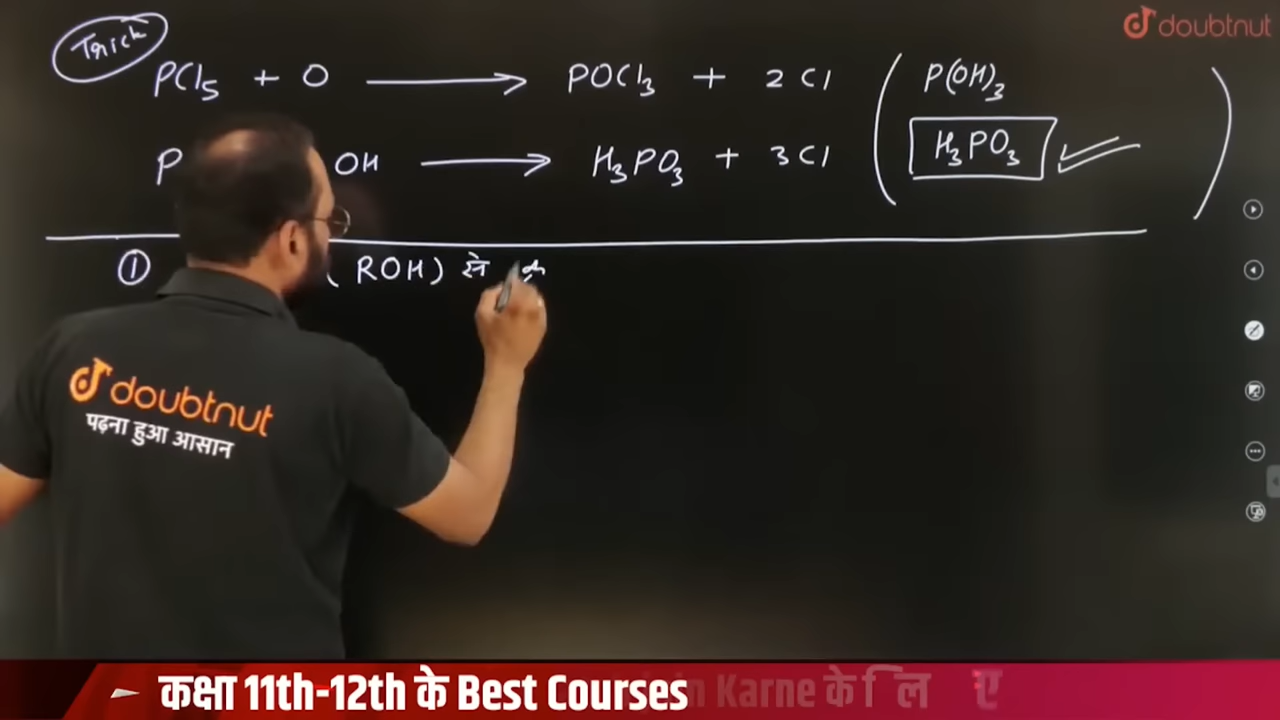 doubtnut
Trick
PCl₅ + O ⟶ POCl₃ + 2Cl
P(OH)₃
P OH ⟶ H₃PO₃ + 3Cl
H₃PO₃
① ( ROH ) से
doubtnut
पढ़ना हुआ आसान
कक्षा 11th-12th के Best Courses Karne के लिए